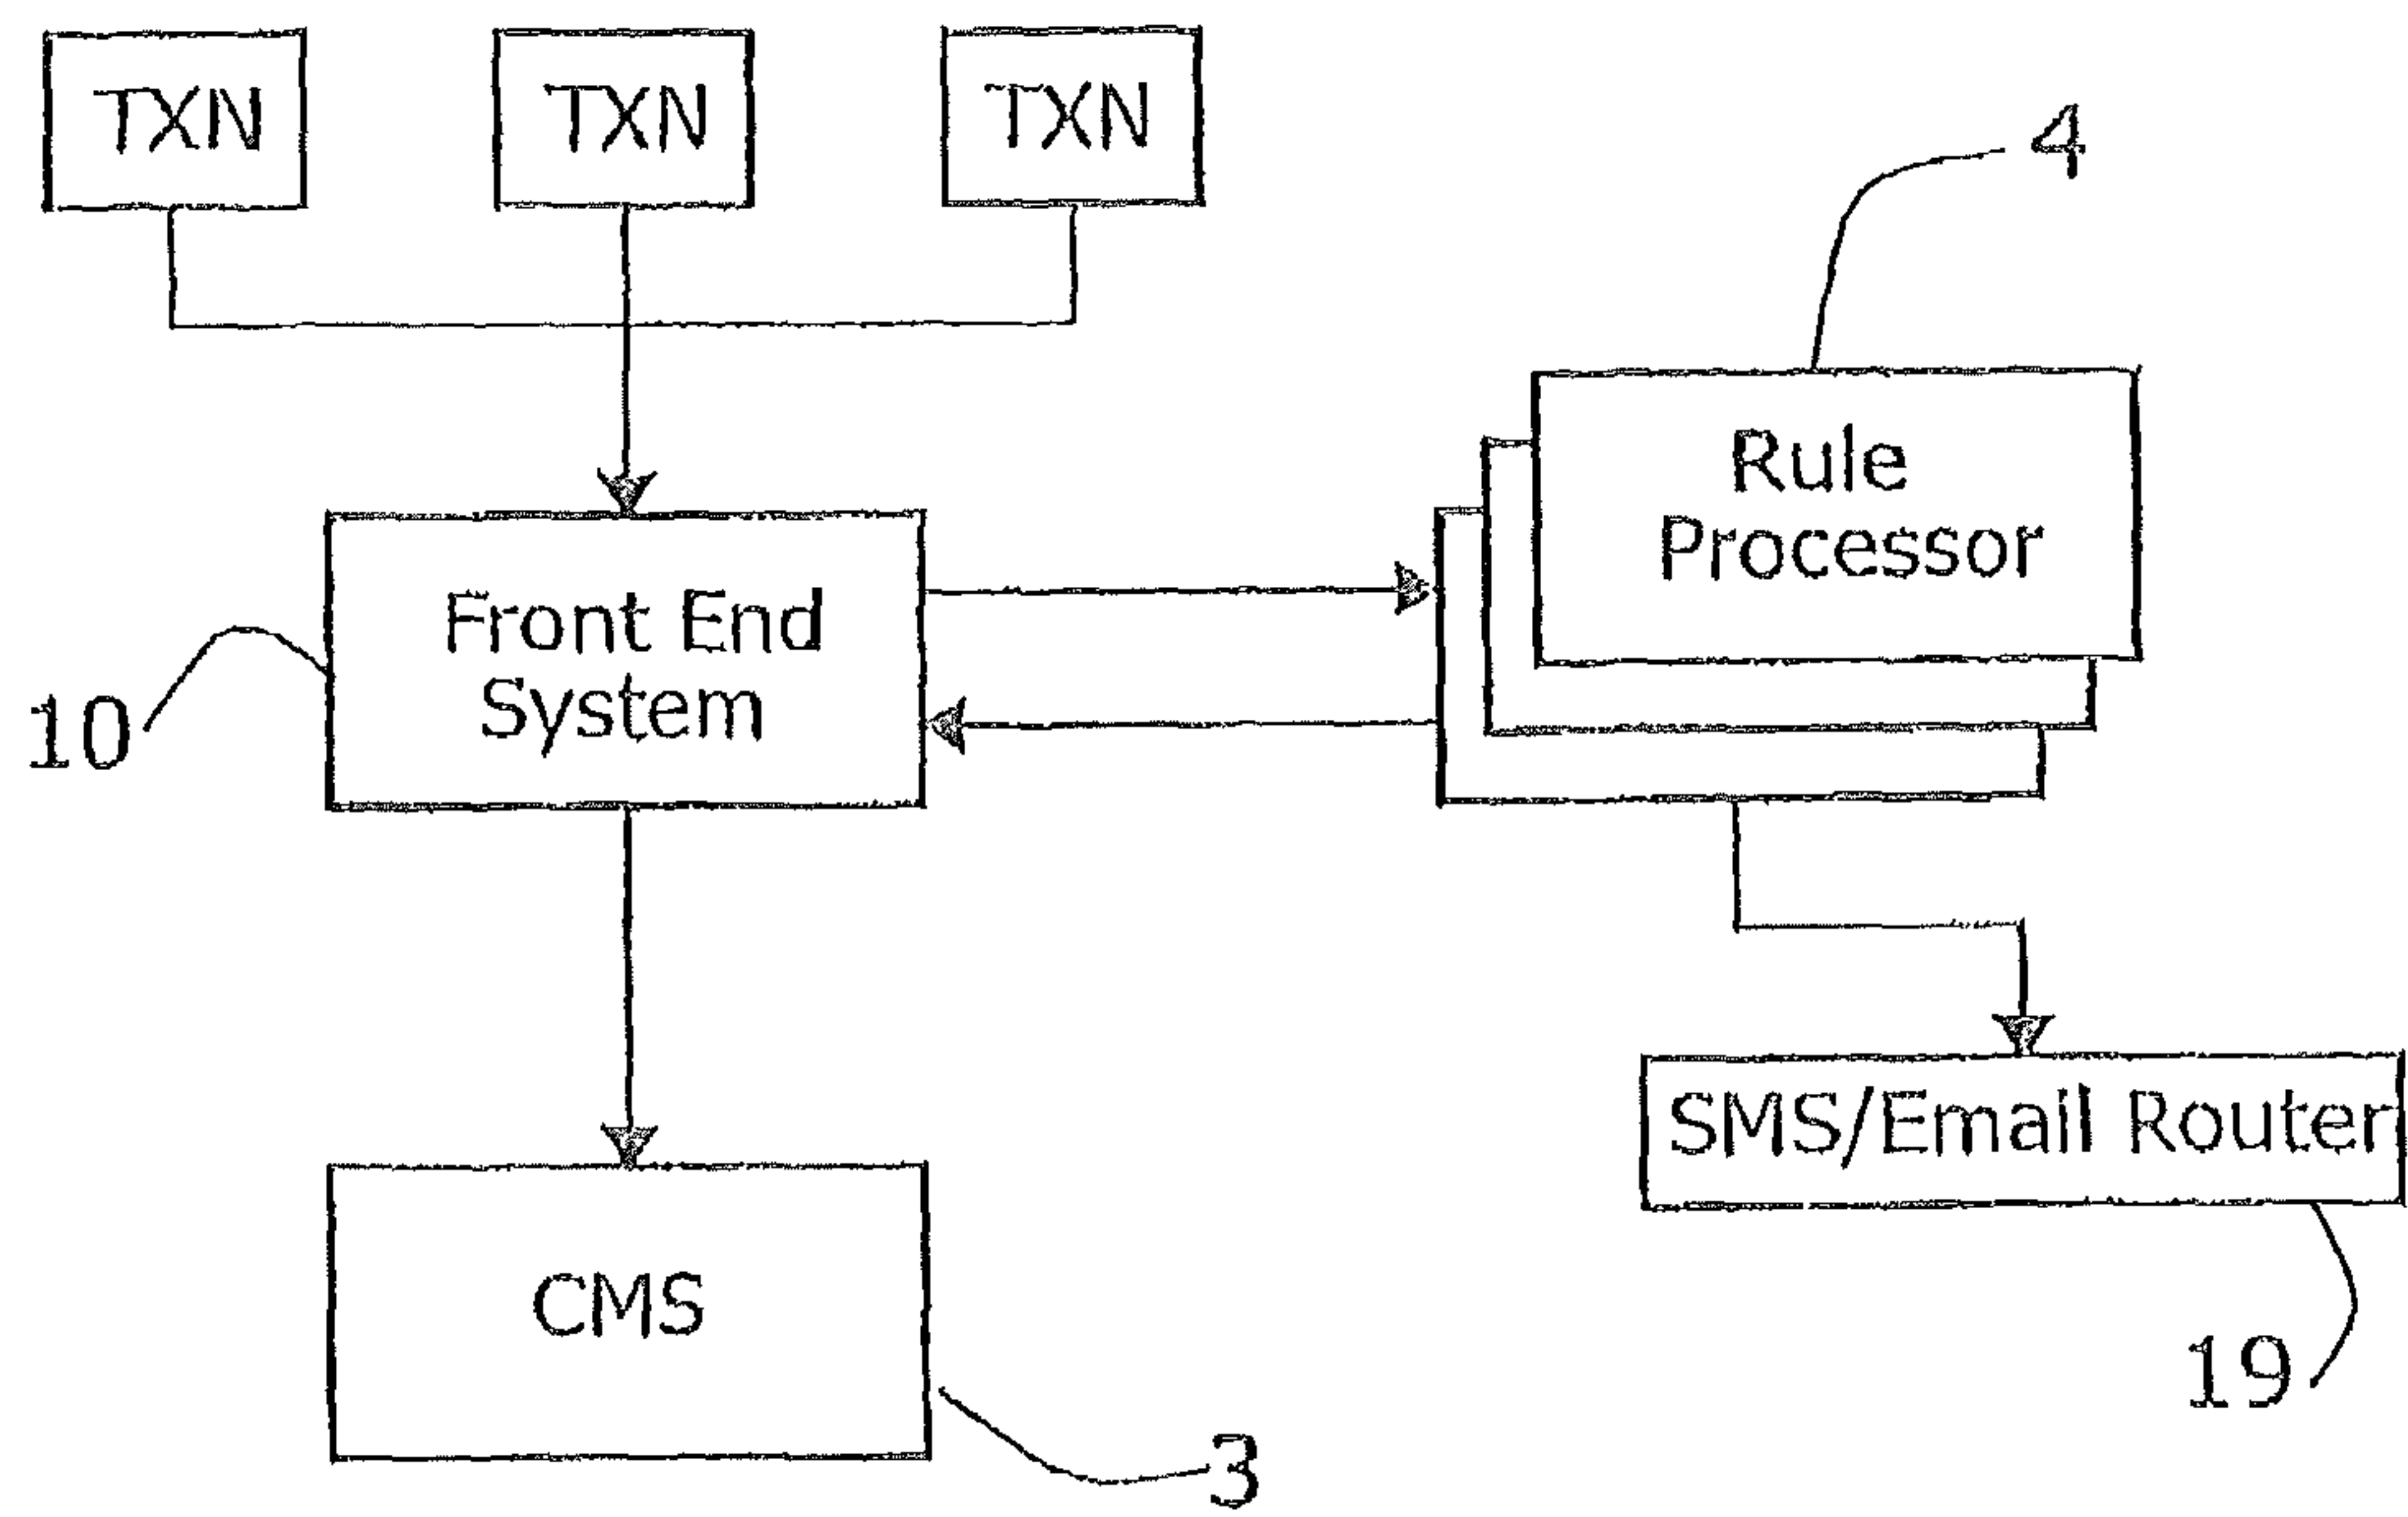 TXN
TXN
TXN
4
Rule
Processor
Front End
System
10
SMS/Email Router
CMS
19
3